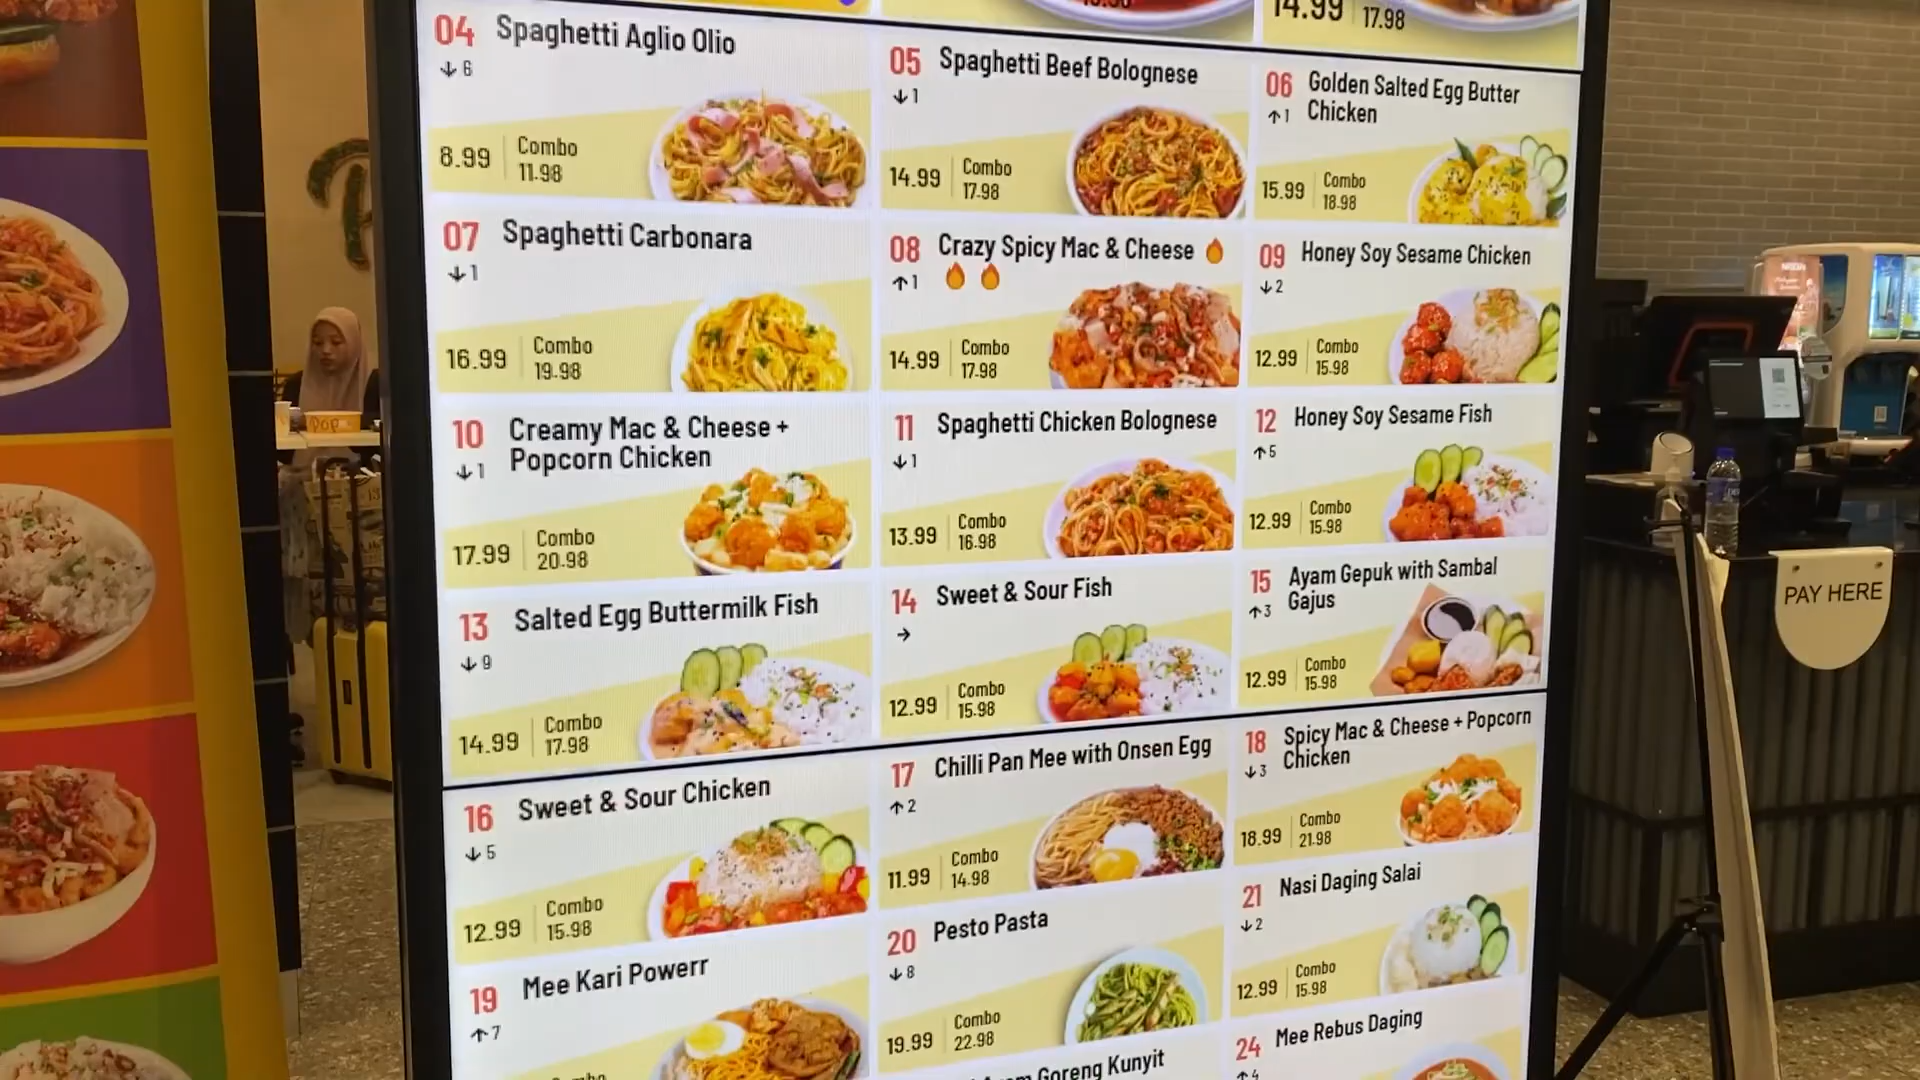 14.99 17.98
04 Spaghetti Aglio Olio
↓ 6
8.99 Combo
11.98
05 Spaghetti Beef Bolognese
↓ 1
14.99 Combo
17.98
06 Golden Salted Egg Butter
↑ 1 Chicken
15.99 Combo
18.98
07 Spaghetti Carbonara
↓ 1
16.99 Combo
19.98
08 Crazy Spicy Mac & Cheese 🔥
↑ 1 🔥 🔥
14.99 Combo
17.98
09 Honey Soy Sesame Chicken
↓ 2
12.99 Combo
15.98
10 Creamy Mac & Cheese +
↓ 1 Popcorn Chicken
17.99 Combo
20.98
11 Spaghetti Chicken Bolognese
↓ 1
13.99 Combo
16.98
12 Honey Soy Sesame Fish
↑ 5
12.99 Combo
15.98
13 Salted Egg Buttermilk Fish
↓ 9
14.99 Combo
17.98
14 Sweet & Sour Fish
→
12.99 Combo
15.98
15 Ayam Gepuk with Sambal
↑ 3 Gajus
12.99 Combo
15.98
16 Sweet & Sour Chicken
↓ 5
12.99 Combo
15.98
17 Chilli Pan Mee with Onsen Egg
↑ 2
11.99 Combo
14.98
18 Spicy Mac & Cheese + Popcorn
↓ 3 Chicken
18.99 Combo
21.98
19 Mee Kari Powerr
↑ 7
20 Pesto Pasta
↓ 8
19.99 Combo
22.98
21 Nasi Daging Salai
↓ 2
12.99 Combo
15.98
Goreng Kunyit
24 Mee Rebus Daging
↑ 4
PAY HERE